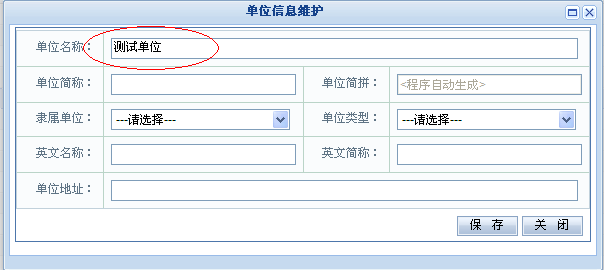 单位信息维护
单位名称： 测试单位
单位简称： 单位简拼： <程序自动生成>
隶属单位： ---请选择--- 单位类型： ---请选择---
英文名称： 英文简称：
单位地址：
保 存 关 闭